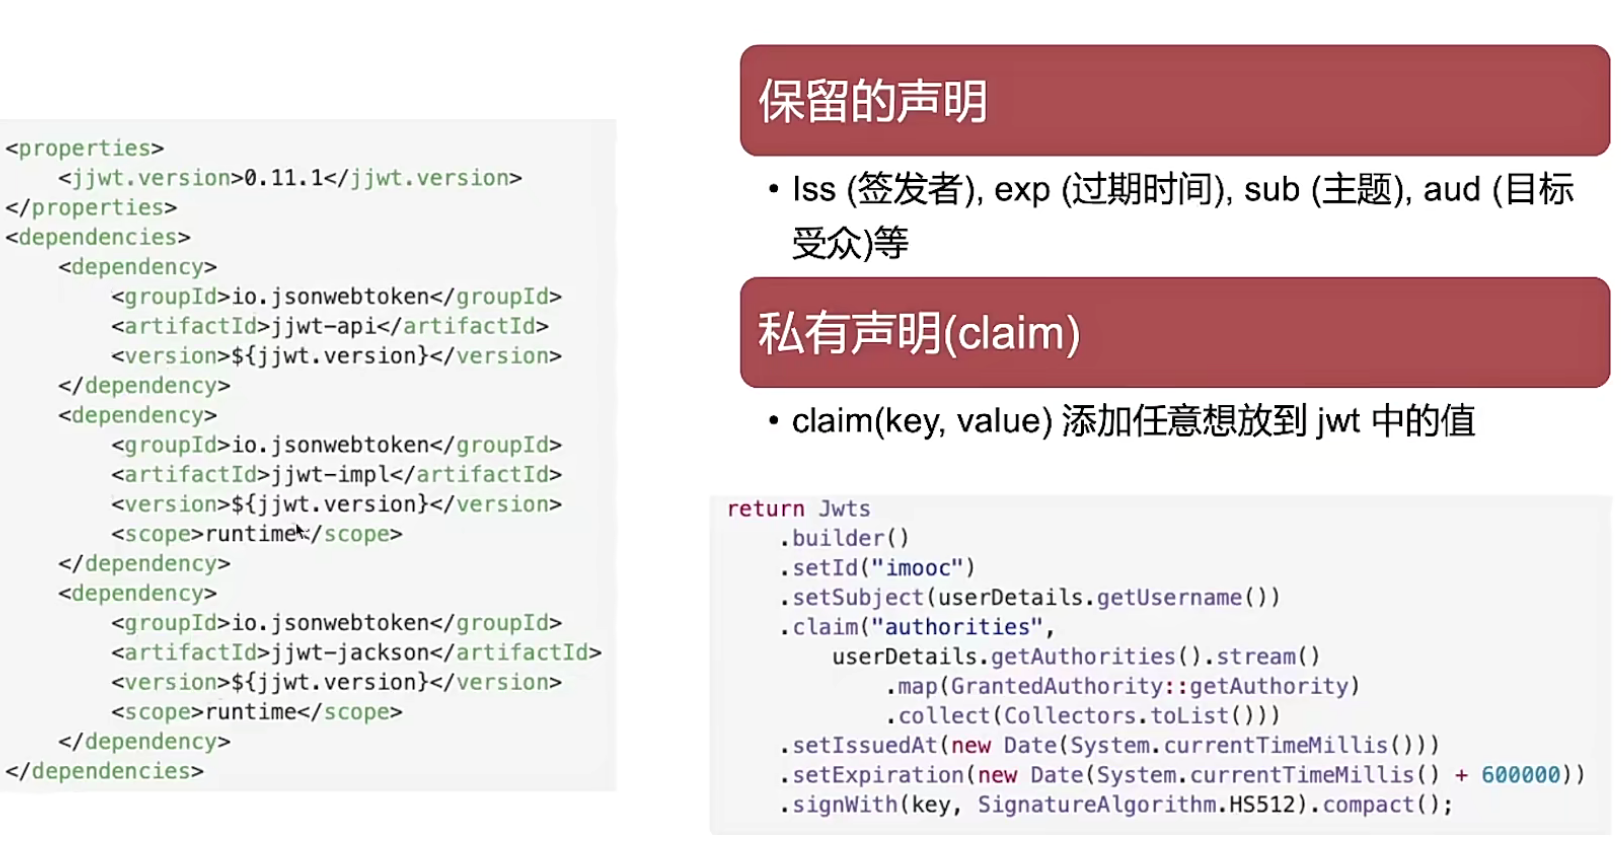 <properties>
    <jjwt.version>0.11.1</jjwt.version>
</properties>
<dependencies>
    <dependency>
        <groupId>io.jsonwebtoken</groupId>
        <artifactId>jjwt-api</artifactId>
        <version>${jjwt.version}</version>
    </dependency>
    <dependency>
        <groupId>io.jsonwebtoken</groupId>
        <artifactId>jjwt-impl</artifactId>
        <version>${jjwt.version}</version>
        <scope>runtime</scope>
    </dependency>
    <dependency>
        <groupId>io.jsonwebtoken</groupId>
        <artifactId>jjwt-jackson</artifactId>
        <version>${jjwt.version}</version>
        <scope>runtime</scope>
    </dependency>
</dependencies>
保留的声明
• Iss (签发者), exp (过期时间), sub (主题), aud (目标
受众)等
私有声明(claim)
• claim(key, value) 添加任意想放到 jwt 中的值
return Jwts
    .builder()
    .setId("imooc")
    .setSubject(userDetails.getUsername())
    .claim("authorities",
        userDetails.getAuthorities().stream()
            .map(GrantedAuthority::getAuthority)
            .collect(Collectors.toList()))
    .setIssuedAt(new Date(System.currentTimeMillis()))
    .setExpiration(new Date(System.currentTimeMillis() + 600000))
    .signWith(key, SignatureAlgorithm.HS512).compact();